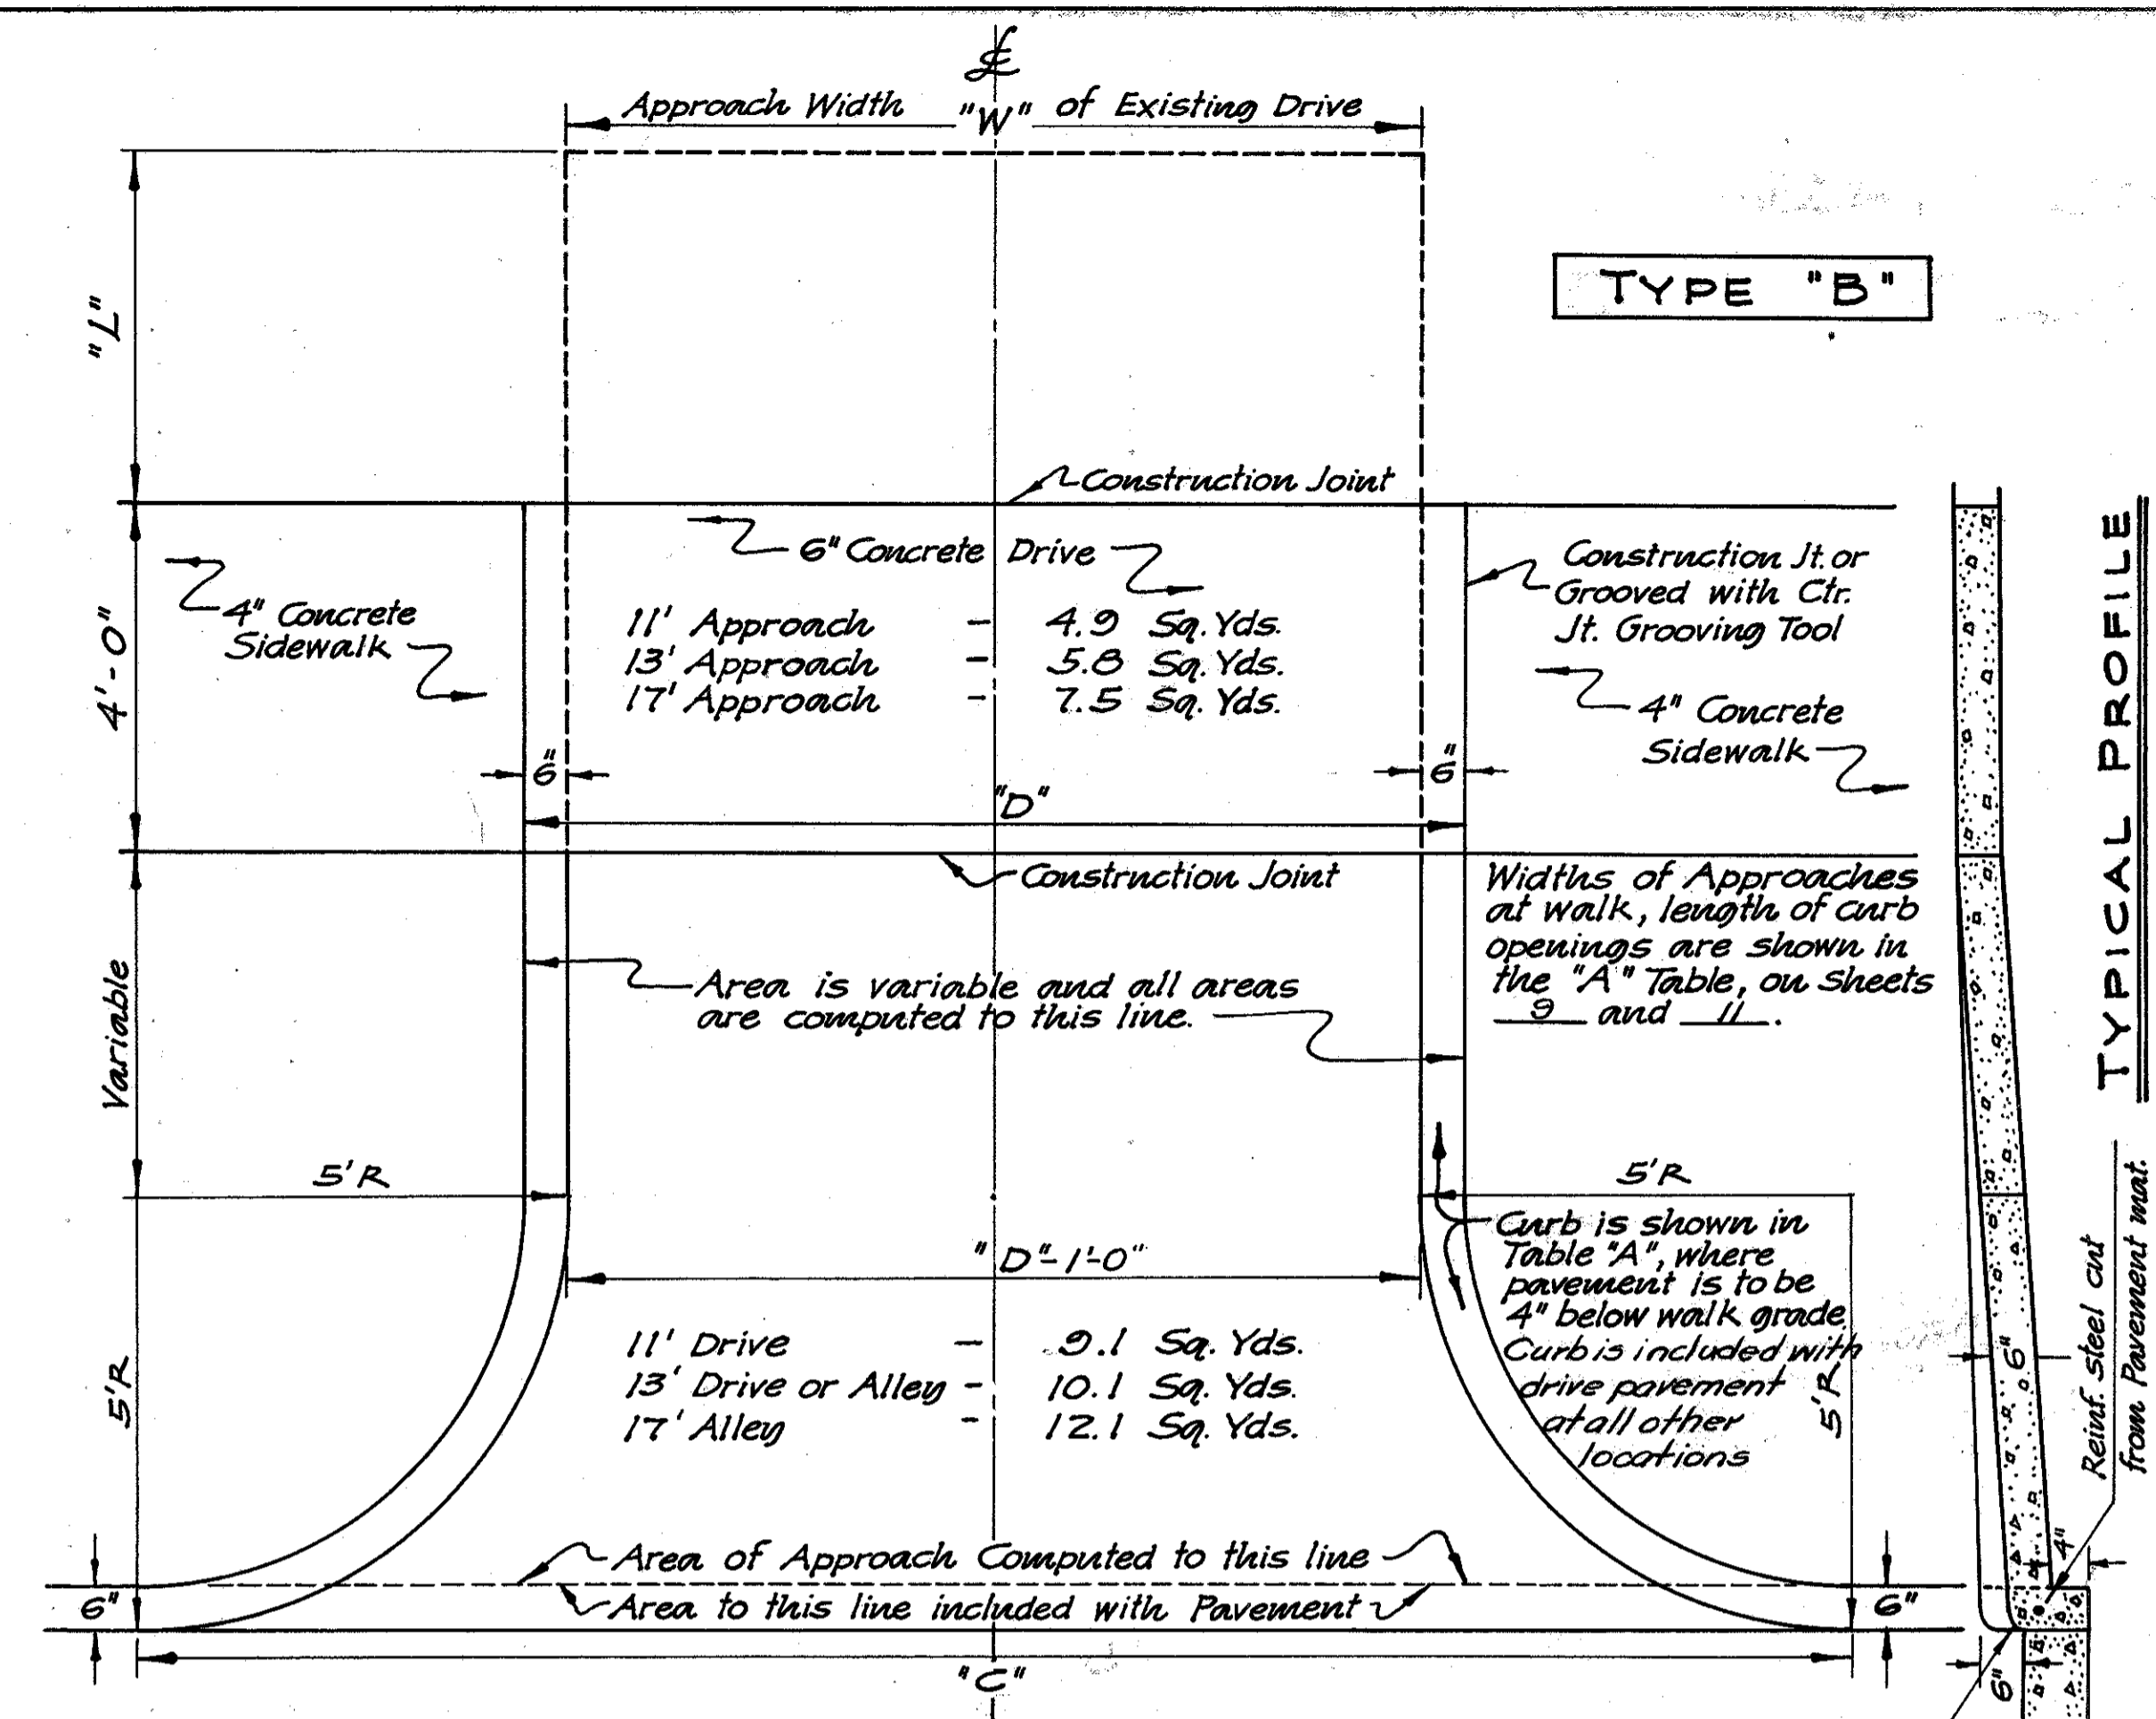 ℄
Approach Width "W" of Existing Drive
TYPE "B"
"L"
Construction Joint
6" Concrete Drive
4'-0"
4" Concrete
Sidewalk
11' Approach - 4.9 Sq. Yds.
13' Approach - 5.8 Sq. Yds.
17' Approach - 7.5 Sq. Yds.
Construction Jt. or
Grooved with Ctr.
Jt. Grooving Tool
4" Concrete
Sidewalk
6"
6"
"D"
Construction Joint
Variable
Area is variable and all areas
are computed to this line.
Widths of Approaches
at walk, length of curb
openings are shown in
the "A" Table, on Sheets
9 and 11.
TYPICAL PROFILE
5'R
5'R
"D"-1'-0"
Curb is shown in
Table "A", where
pavement is to be
4" below walk grade.
Curb is included with
drive pavement
at all other
locations
5'R
5'R
11' Drive - 9.1 Sq. Yds.
13' Drive or Alley - 10.1 Sq. Yds.
17' Alley - 12.1 Sq. Yds.
6"
Reinf. steel cut
from Pavement mat.
4"
Area of Approach Computed to this line
Area to this line included with Pavement
6"
6"
"C"
6"